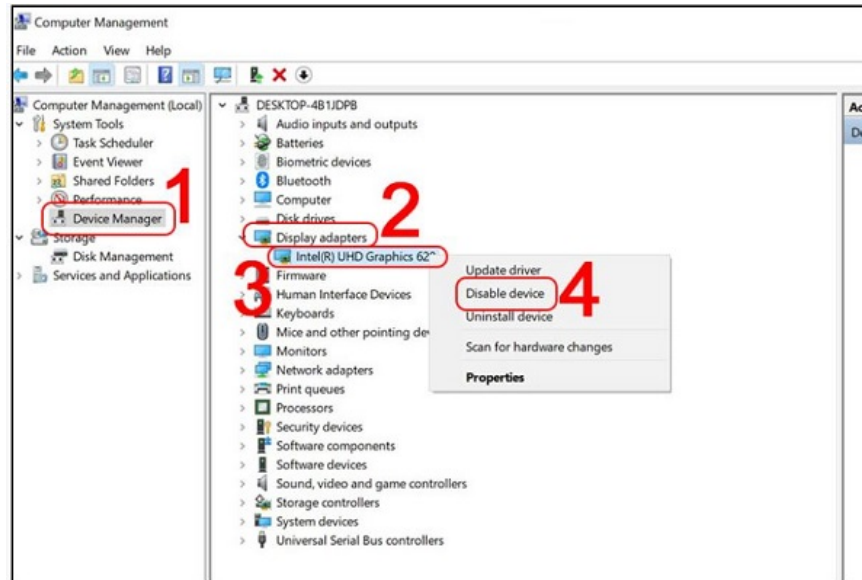 Computer Management
File Action View Help
Computer Management (Local)
System Tools
Task Scheduler
Event Viewer
Shared Folders
Performance
1
Device Manager
Storage
Disk Management
Services and Applications
DESKTOP-4B1JDPB
Audio inputs and outputs
Batteries
Biometric devices
Bluetooth
Computer
Disk drives
2
Display adapters
3
Intel(R) UHD Graphics
Firmware
Human Interface Devices
Keyboards
Mice and other pointing de
Monitors
Network adapters
Print queues
Processors
Security devices
Software components
Software devices
Sound, video and game controllers
Storage controllers
System devices
Universal Serial Bus controllers
Update driver
Disable device
4
Uninstall device
Scan for hardware changes
Properties
Ac
De